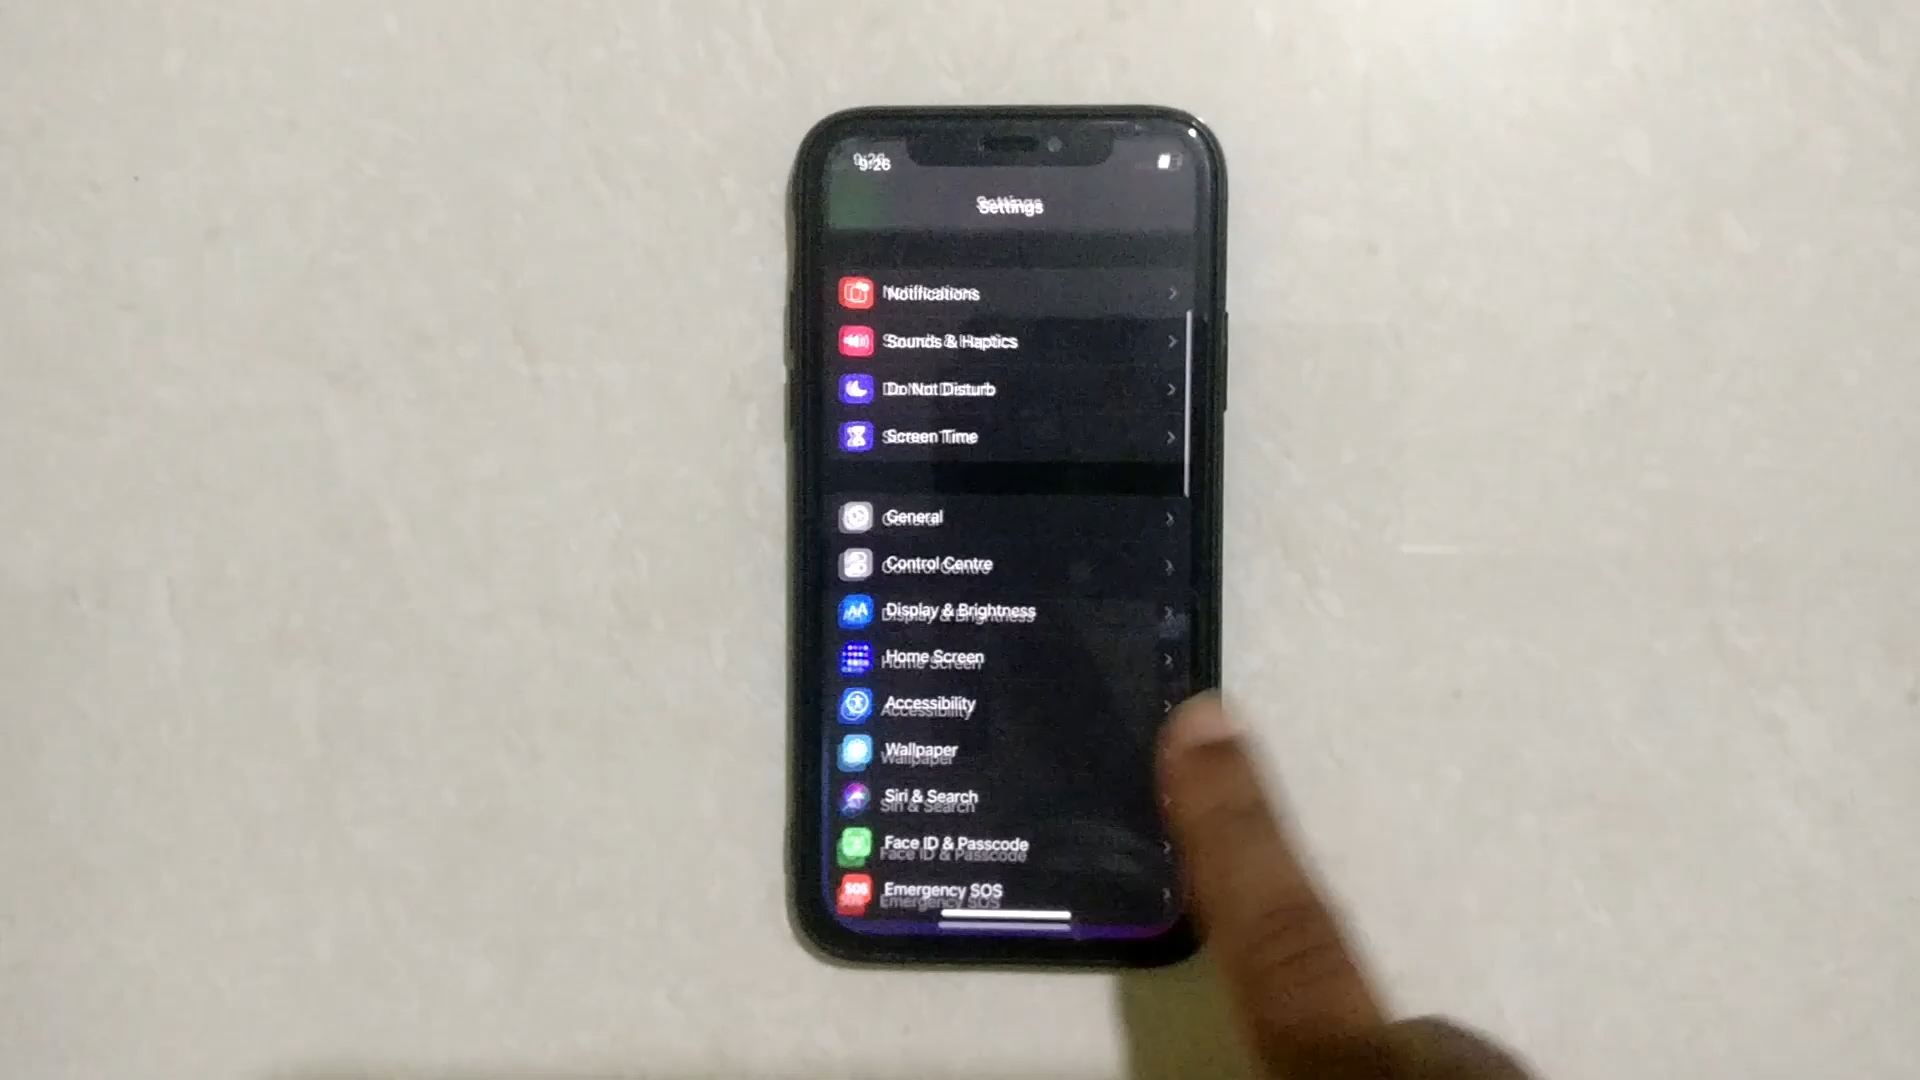 9:26
Settings
Notifications
Sounds & Haptics
Do Not Disturb
Screen Time
General
Control Centre
AA Display & Brightness
Home Screen
Accessibility
Wallpaper
Siri & Search
Face ID & Passcode
SOS Emergency SOS